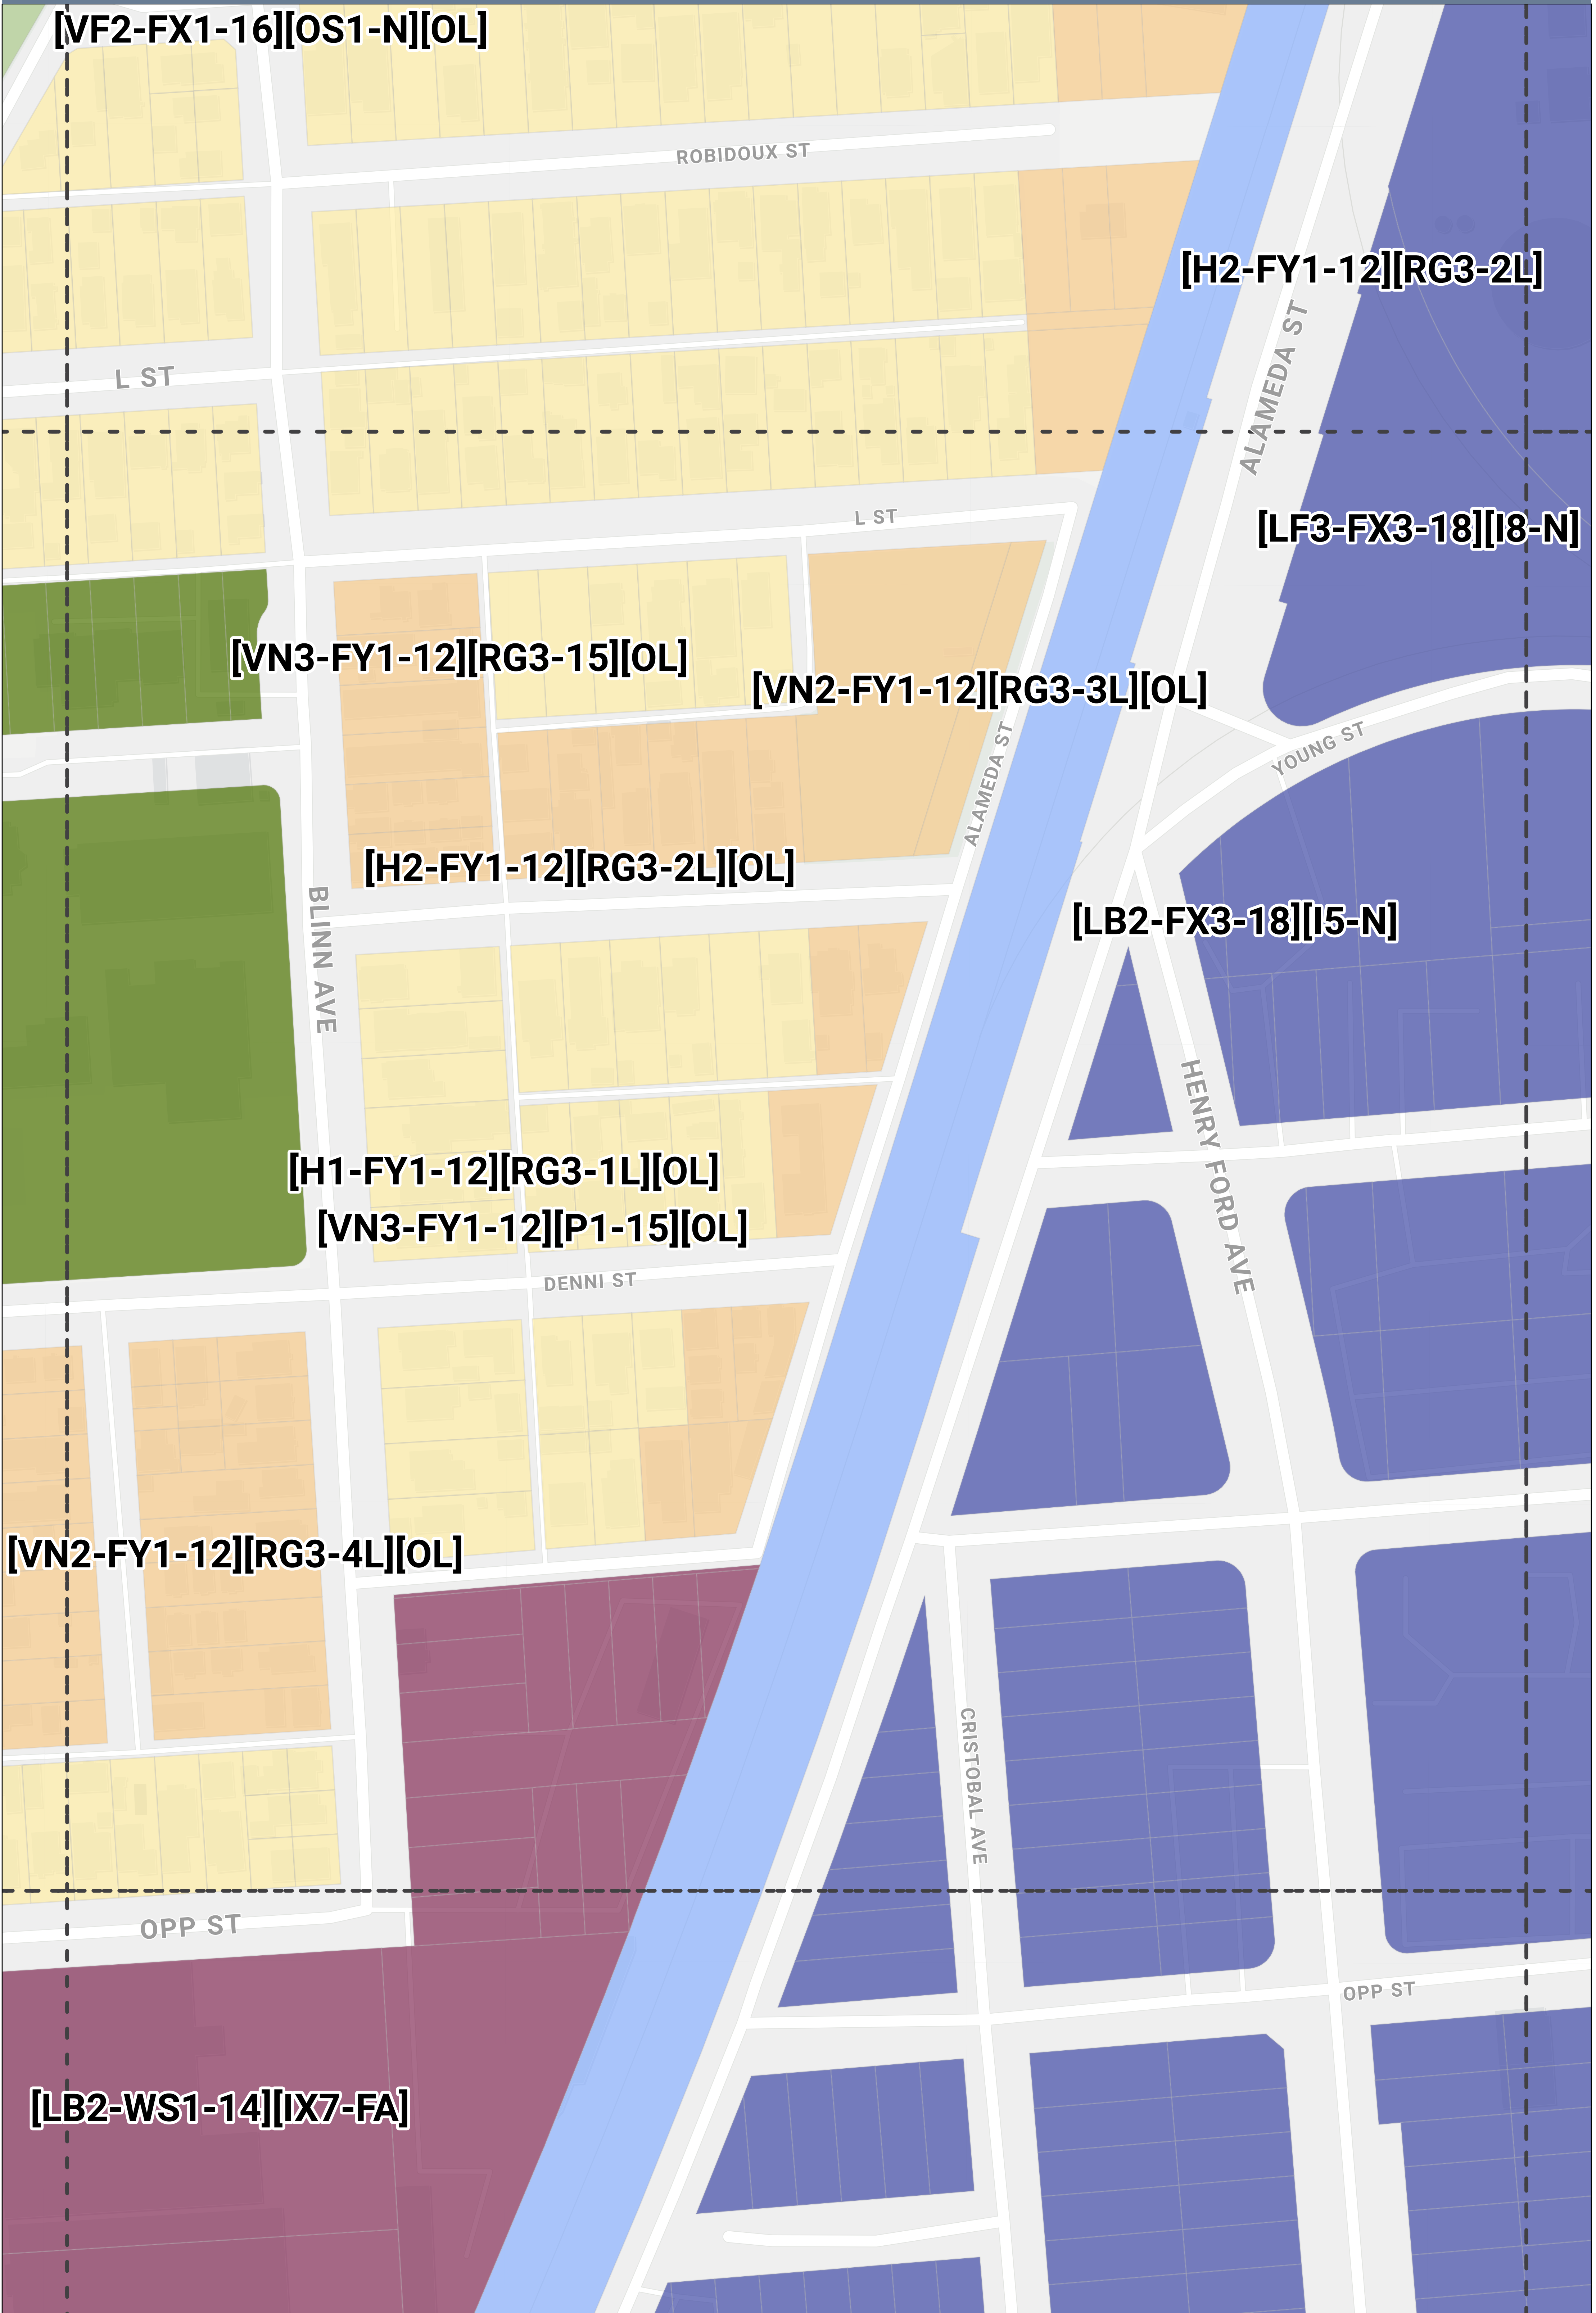 [VF2-FX1-16][OS1-N][OL]
ROBIDOUX ST
[H2-FY1-12][RG3-2L]
L ST
ALAMEDA ST
L ST
[LF3-FX3-18][I8-N]
[VN3-FY1-12][RG3-15][OL]
[VN2-FY1-12][RG3-3L][OL]
YOUNG ST
ALAMEDA ST
[H2-FY1-12][RG3-2L][OL]
BLINN AVE
[LB2-FX3-18][I5-N]
HENRY FORD AVE
[H1-FY1-12][RG3-1L][OL]
[VN3-FY1-12][P1-15][OL]
DENNI ST
[VN2-FY1-12][RG3-4L][OL]
CRISTOBAL AVE
OPP ST
OPP ST
[LB2-WS1-14][IX7-FA]